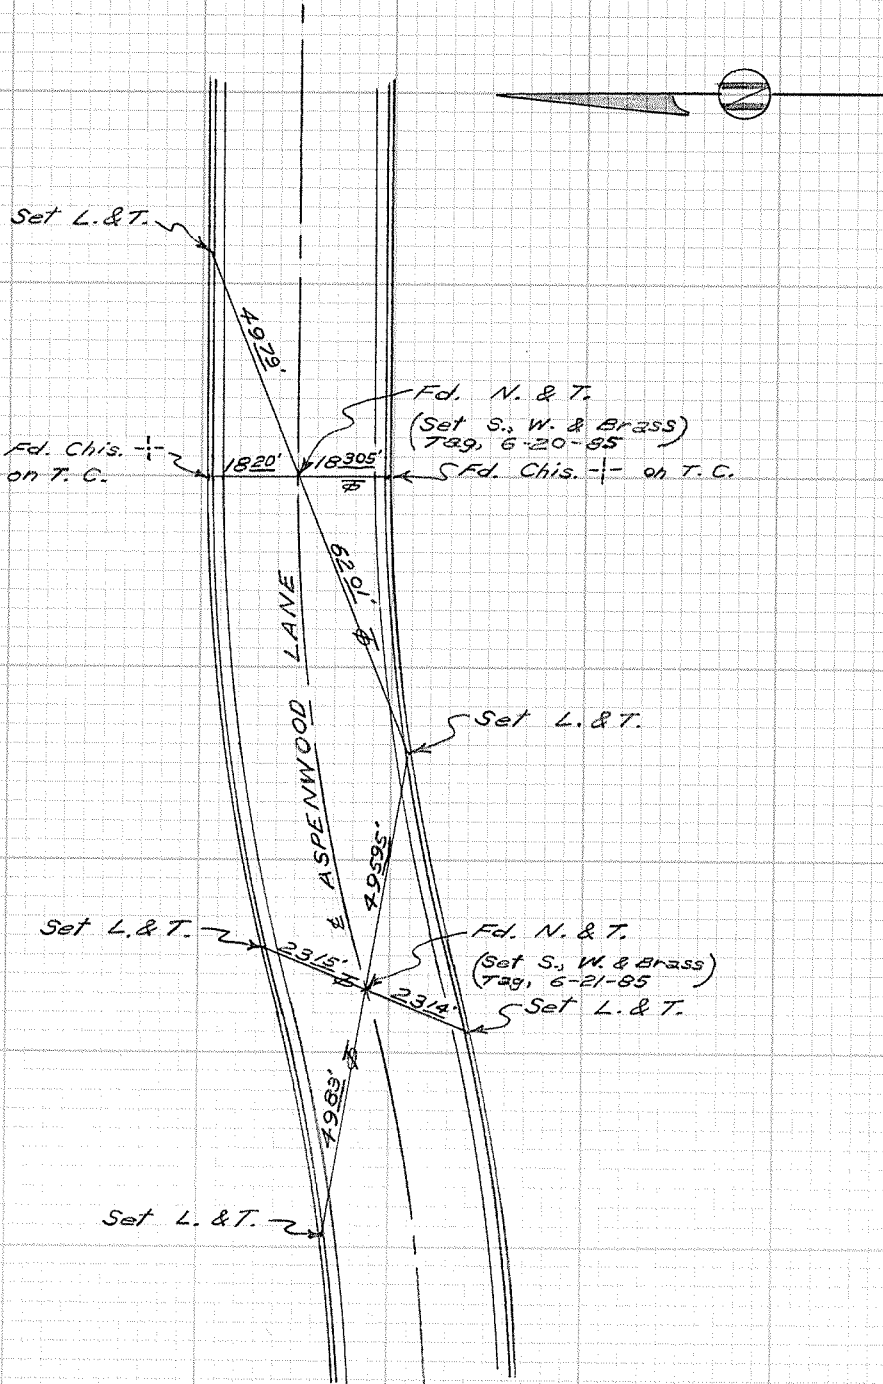 N
Set L. & T.
49 79'
Fd. N. & T.
(Set S., W. & Brass)
Tag, 6-20-85
Fd. Chis. -|-
on T. C.
18 20'
18 305'
Fd. Chis. -|- on T. C.
62 01'
ASPENWOOD LANE
Set L. & T.
49 595'
Set L. & T.
23 15'
Fd. N. & T.
(Set S., W. & Brass)
Tag, 6-21-85
23 14'
Set L. & T.
49 83'
Set L. & T.